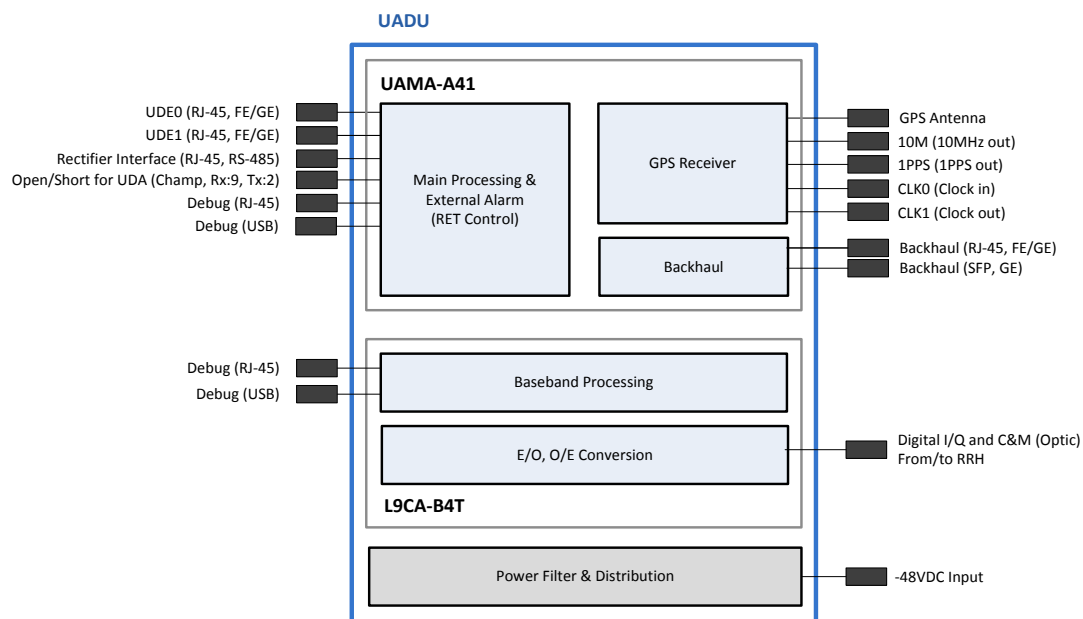 UADU
UAMA-A41
UDE0 (RJ-45, FE/GE)
UDE1 (RJ-45, FE/GE)
Rectifier Interface (RJ-45, RS-485)
Open/Short for UDA (Champ, Rx:9, Tx:2)
Debug (RJ-45)
Debug (USB)
Main Processing &
External Alarm
(RET Control)
GPS Receiver
GPS Antenna
10M (10MHz out)
1PPS (1PPS out)
CLK0 (Clock in)
CLK1 (Clock out)
Backhaul
Backhaul (RJ-45, FE/GE)
Backhaul (SFP, GE)
Debug (RJ-45)
Debug (USB)
Baseband Processing
E/O, O/E Conversion
Digital I/Q and C&M (Optic)
From/to RRH
L9CA-B4T
Power Filter & Distribution
-48VDC Input